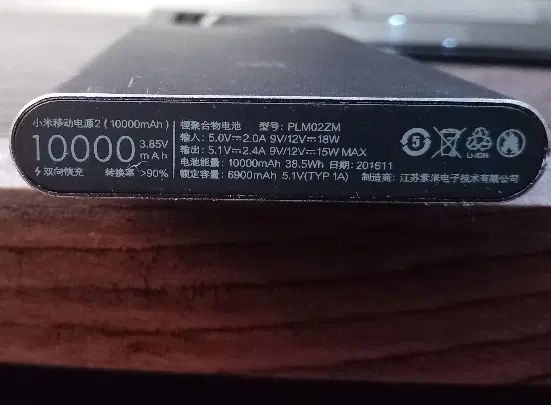 小米移动电源2 (10000mAh)
10000 3.85V mAh
双向快充 转换率 >90%
锂聚合物电池 型号: PLM02ZM
输入: 5.0V⎓2.0A 9V/12V⎓18W
输出: 5.1V⎓2.4A 9V/12V⎓15W MAX
电池能量: 10000mAh 38.5Wh 日期: 201611
额定容量: 6900mAh 5.1V(TYP 1A) 制造商: 江苏紫米电子技术有限公司
5
Li-ION